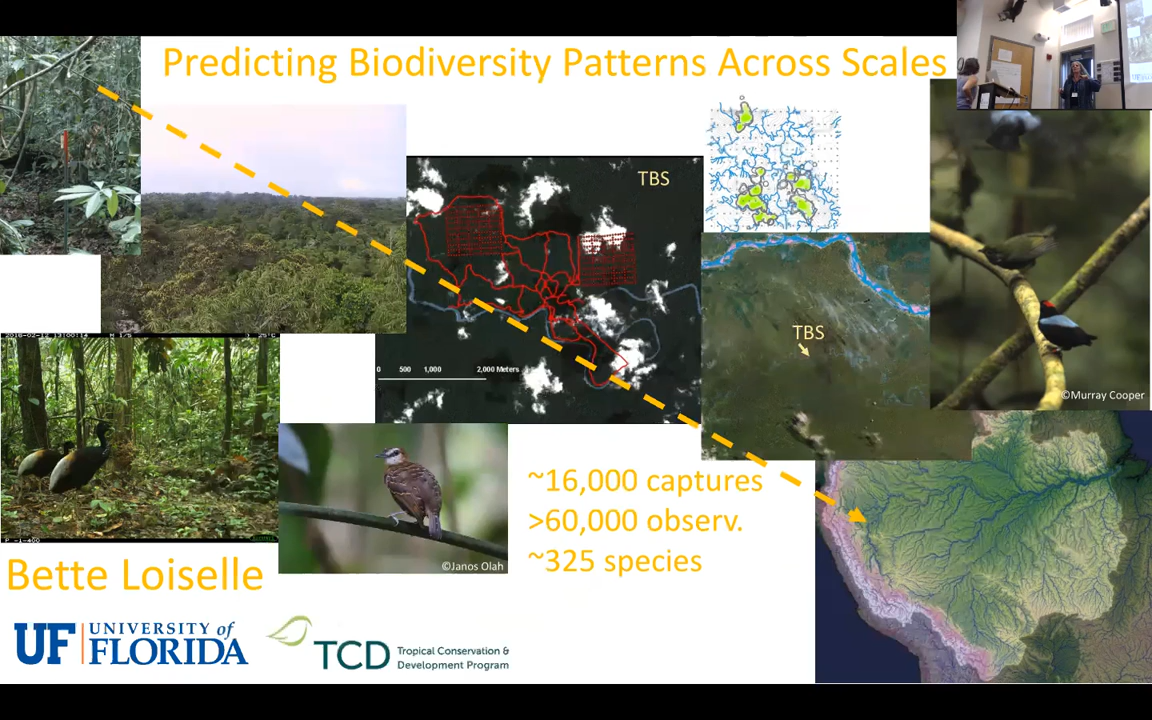 Predicting Biodiversity Patterns Across Scales
TBS
0 500 1,000 2,000 Meters
TBS
©Murray Cooper
~16,000 captures
>60,000 observ.
~325 species
©Janos Olah
Bette Loiselle
UF UNIVERSITY of
FLORIDA
TCD Tropical Conservation &
Development Program